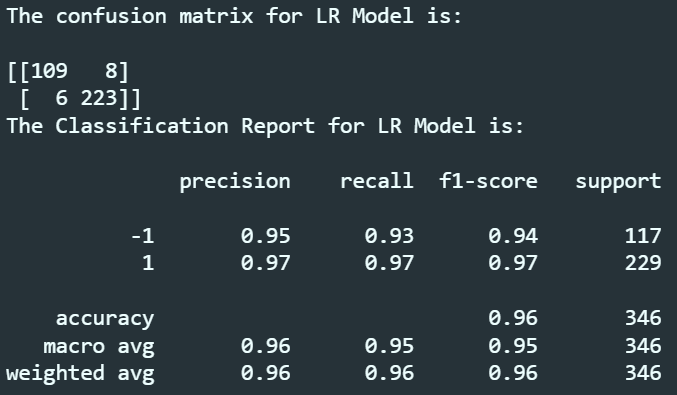 The confusion matrix for LR Model is:
[[109   8]
 [  6 223]]
The Classification Report for LR Model is:
precision    recall  f1-score   support
-1       0.95      0.93      0.94       117
1       0.97      0.97      0.97       229
accuracy                           0.96       346
macro avg       0.96      0.95      0.95       346
weighted avg       0.96      0.96      0.96       346